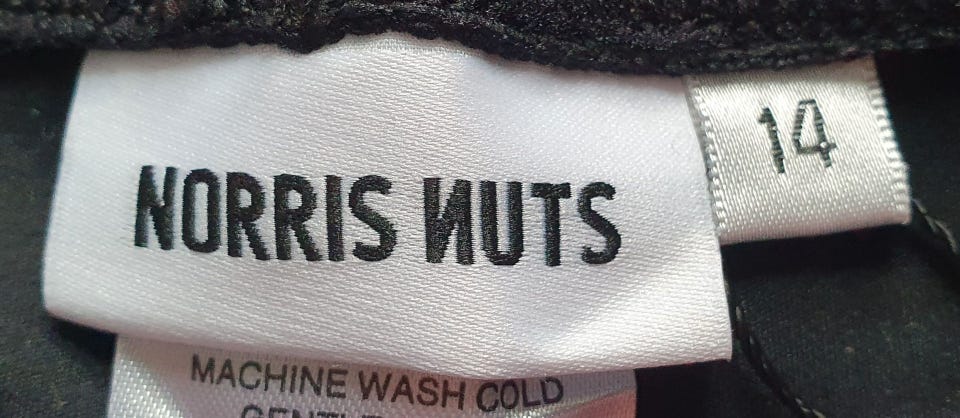 NORRIS ИUTS
14
MACHINE WASH COLD